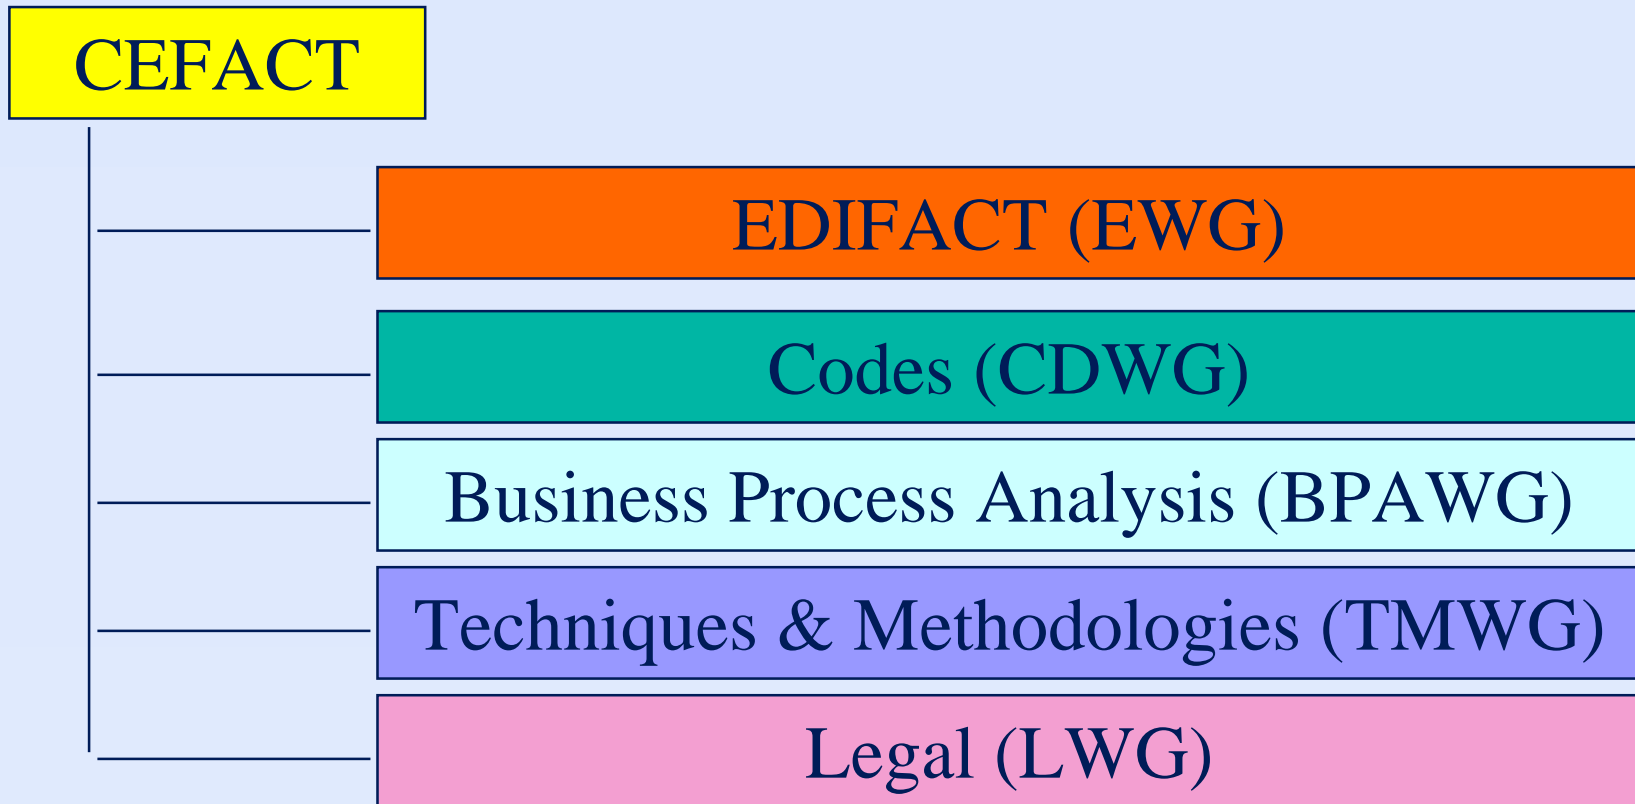 CEFACT
EDIFACT (EWG)
Codes (CDWG)
Business Process Analysis (BPAWG)
Techniques & Methodologies (TMWG)
Legal (LWG)